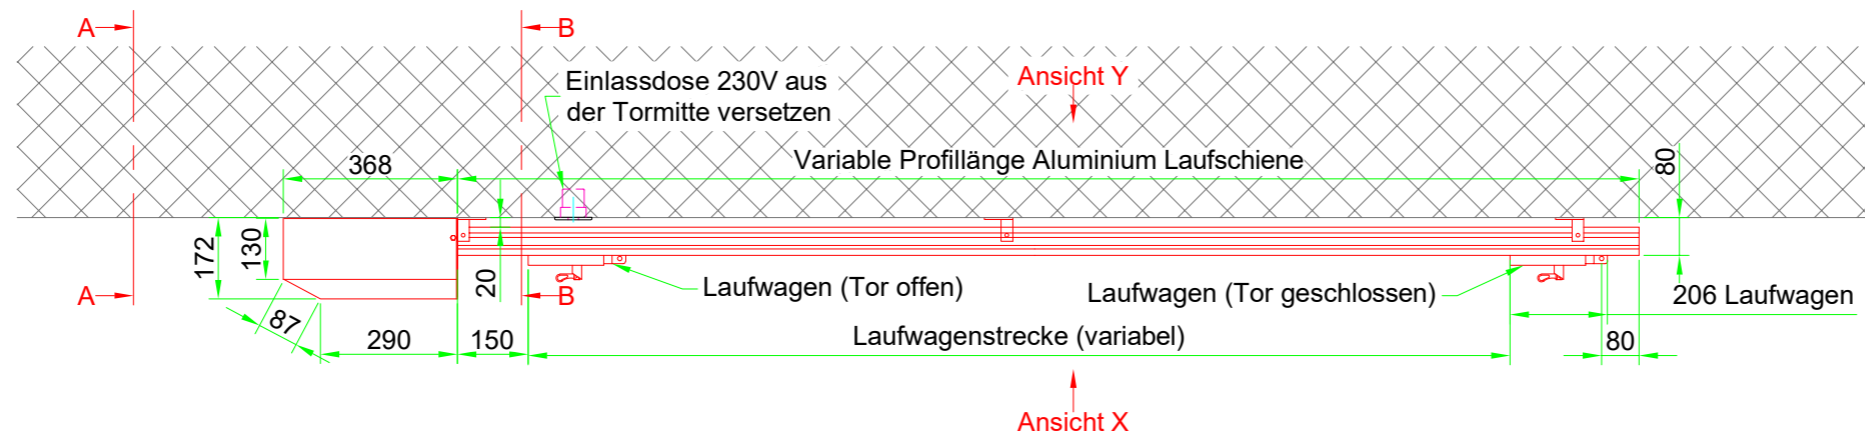 A
B
Einlassdose 230V aus
der Tormitte versetzen
Ansicht Y
368
Variable Profillänge Aluminium Laufschiene
80
172
130
20
A
B
Laufwagen (Tor offen)
Laufwagen (Tor geschlossen)
206 Laufwagen
87
290
150
Laufwagenstrecke (variabel)
80
Ansicht X